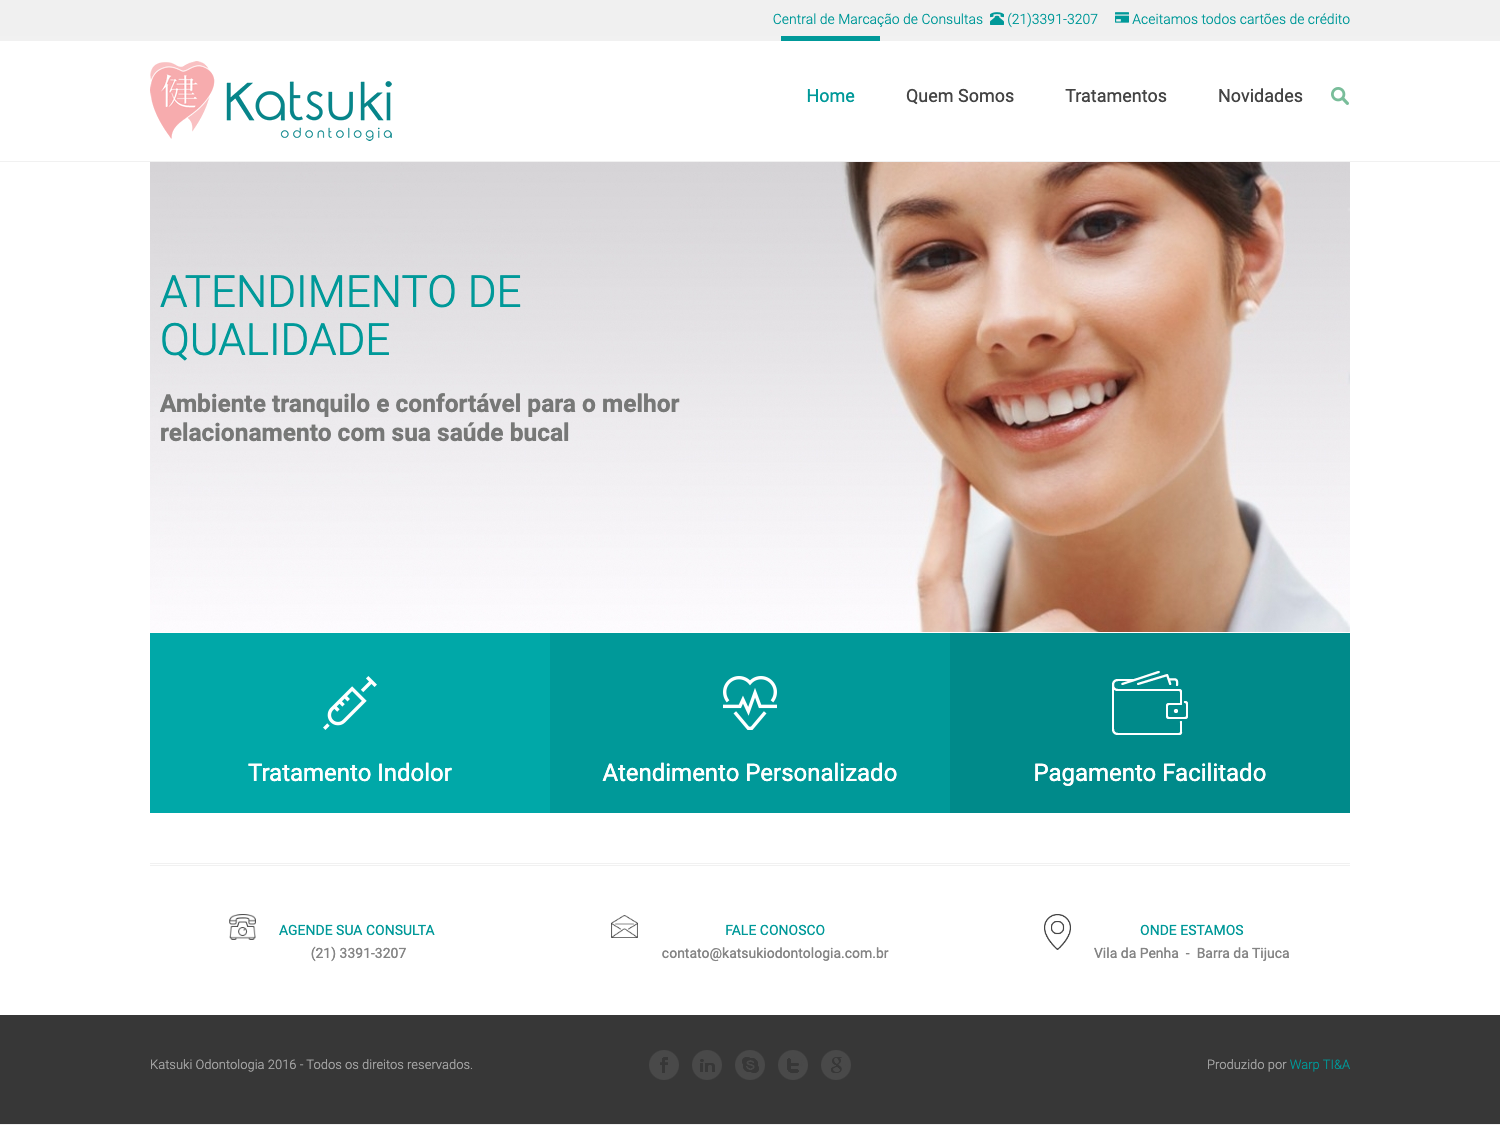 Central de Marcação de Consultas (21)3391-3207 Aceitamos todos cartões de crédito
健 Katsuki
odontologia
Home Quem Somos Tratamentos Novidades
ATENDIMENTO DE
QUALIDADE
Ambiente tranquilo e confortável para o melhor
relacionamento com sua saúde bucal
Tratamento Indolor
Atendimento Personalizado
Pagamento Facilitado
AGENDE SUA CONSULTA
(21) 3391-3207
FALE CONOSCO
contato@katsukiodontologia.com.br
ONDE ESTAMOS
Vila da Penha - Barra da Tijuca
Katsuki Odontologia 2016 - Todos os direitos reservados.
Produzido por Warp TI&A